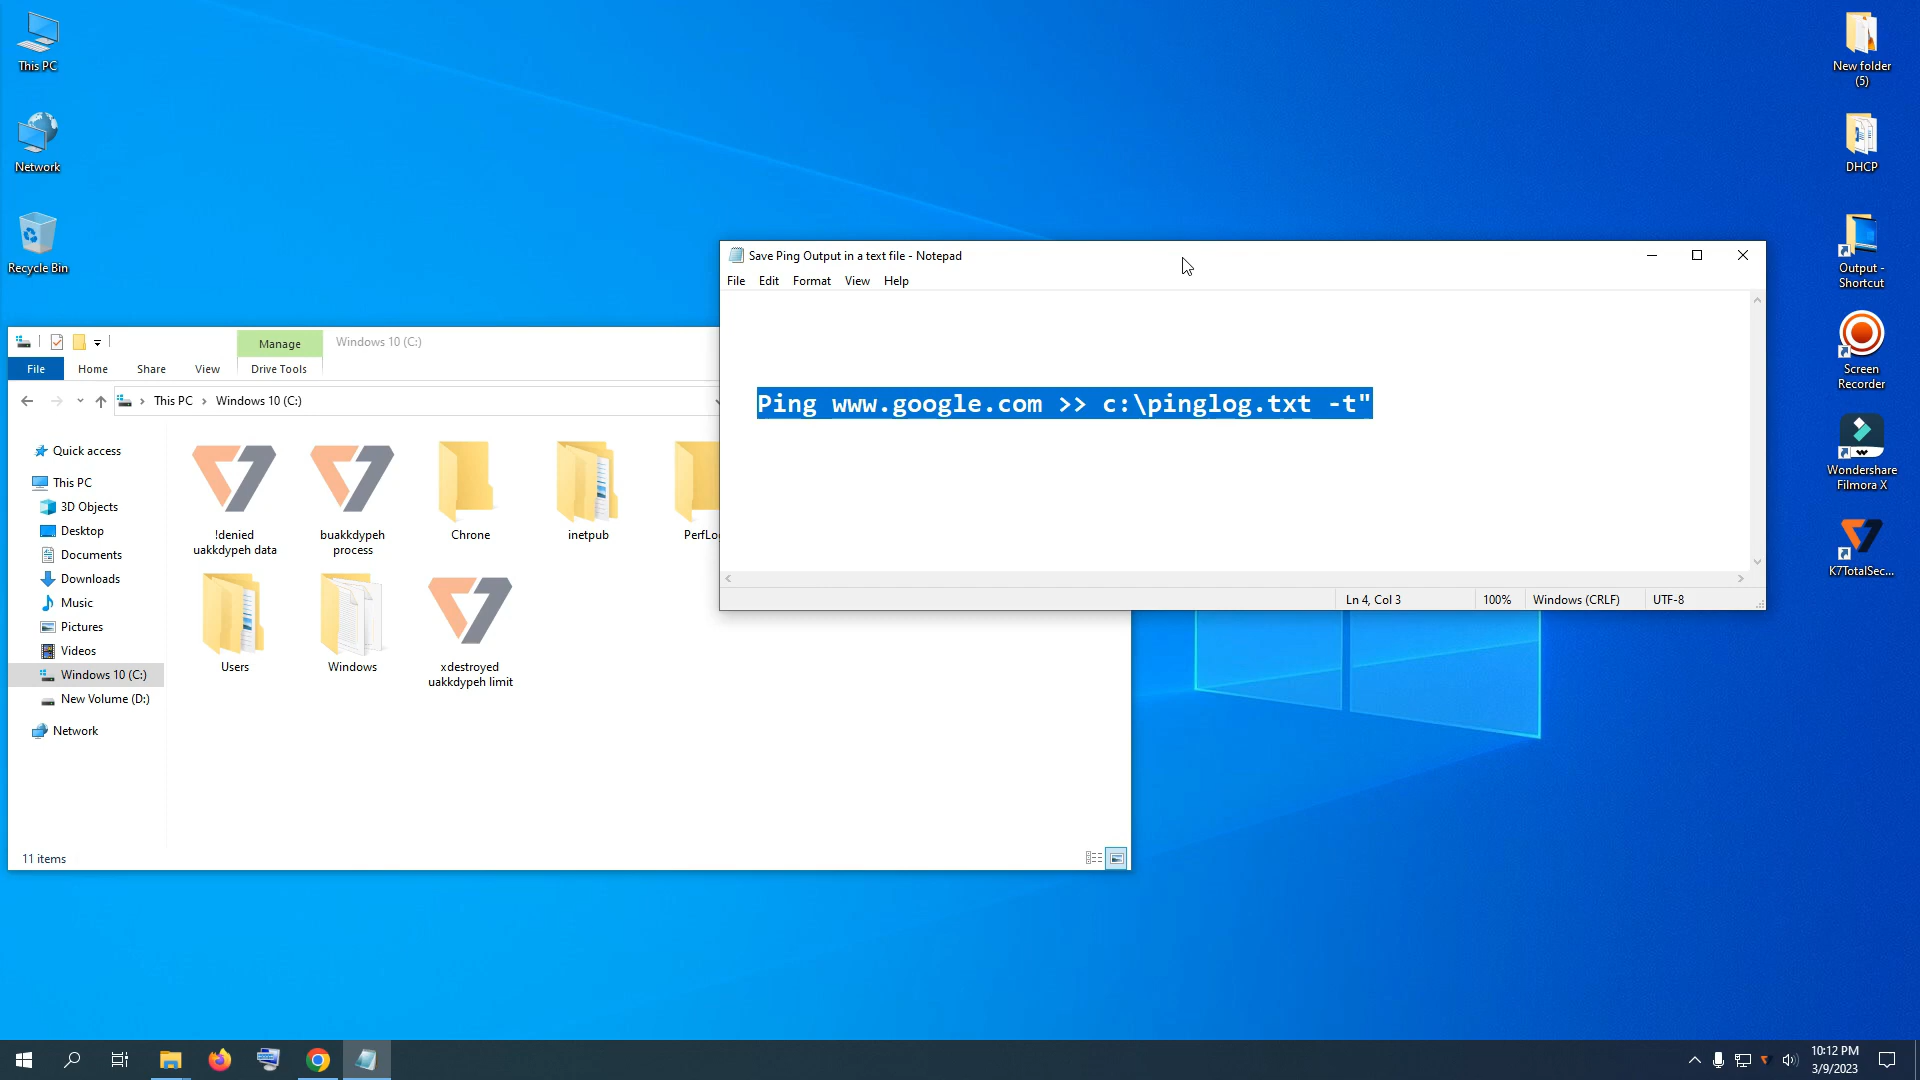 This PC
Network
Recycle Bin
New folder
(5)
DHCP
Output -
Shortcut
Screen
Recorder
Wondershare
Filmora X
K7TotalSec...
Manage
Windows 10 (C:)
File
Home
Share
View
Drive Tools
This PC
Windows 10 (C:)
Quick access
This PC
3D Objects
Desktop
Documents
Downloads
Music
Pictures
Videos
Windows 10 (C:)
New Volume (D:)
Network
!denied
uakkdypeh data
buakkdypeh
process
Chrone
inetpub
PerfLo
Users
Windows
xdestroyed
uakkdypeh limit
11 items
Save Ping Output in a text file - Notepad
File
Edit
Format
View
Help
Ping www.google.com >> c:\pinglog.txt -t"
Ln 4, Col 3
100%
Windows (CRLF)
UTF-8
10:12 PM
3/9/2023